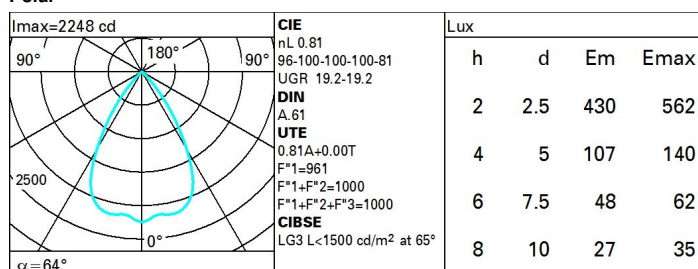 Imax=2248 cd
90°
180°
90°
2500
0°
α=64°
CIE
nL 0.81
96-100-100-100-81
UGR 19.2-19.2
DIN
A.61
UTE
0.81A+0.00T
F"1=961
F"1+F"2=1000
F"1+F"2+F"3=1000
CIBSE
LG3 L<1500 cd/m² at 65°
Lux
h d Em Emax
2 2.5 430 562
4 5 107 140
6 7.5 48 62
8 10 27 35